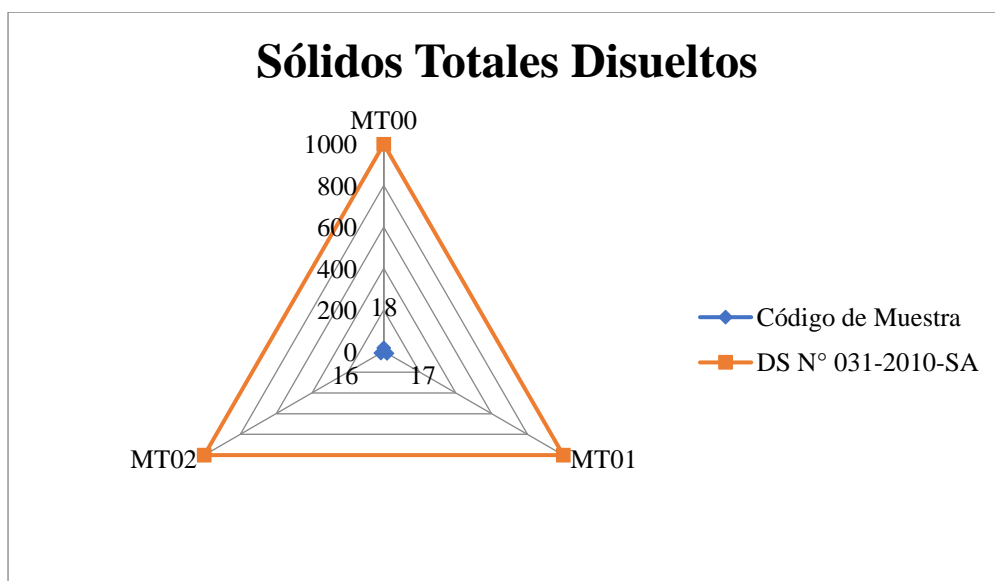 Sólidos Totales Disueltos
MT00
1000
800
600
400
200
0
18
16
17
MT02
MT01
Código de Muestra
DS N° 031-2010-SA